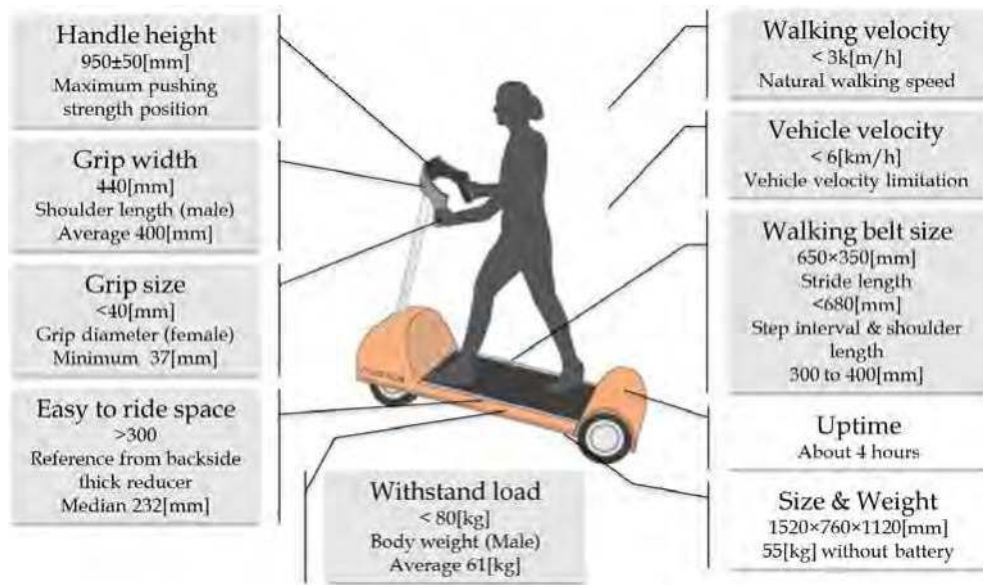 Handle height
950±50[mm]
Maximum pushing
strength position
Grip width
440[mm]
Shoulder length (male)
Average 400[mm]
Grip size
<40[mm]
Grip diameter (female)
Minimum 37[mm]
Easy to ride space
>300
Reference from backside
thick reducer
Median 232[mm]
Withstand load
< 80[kg]
Body weight (Male)
Average 61[kg]
Walking velocity
< 3k[m/h]
Natural walking speed
Vehicle velocity
< 6[km/h]
Vehicle velocity limitation
Walking belt size
650×350[mm]
Stride length
<680[mm]
Step interval & shoulder
length
300 to 400[mm]
Uptime
About 4 hours
Size & Weight
1520×760×1120[mm]
55[kg] without battery